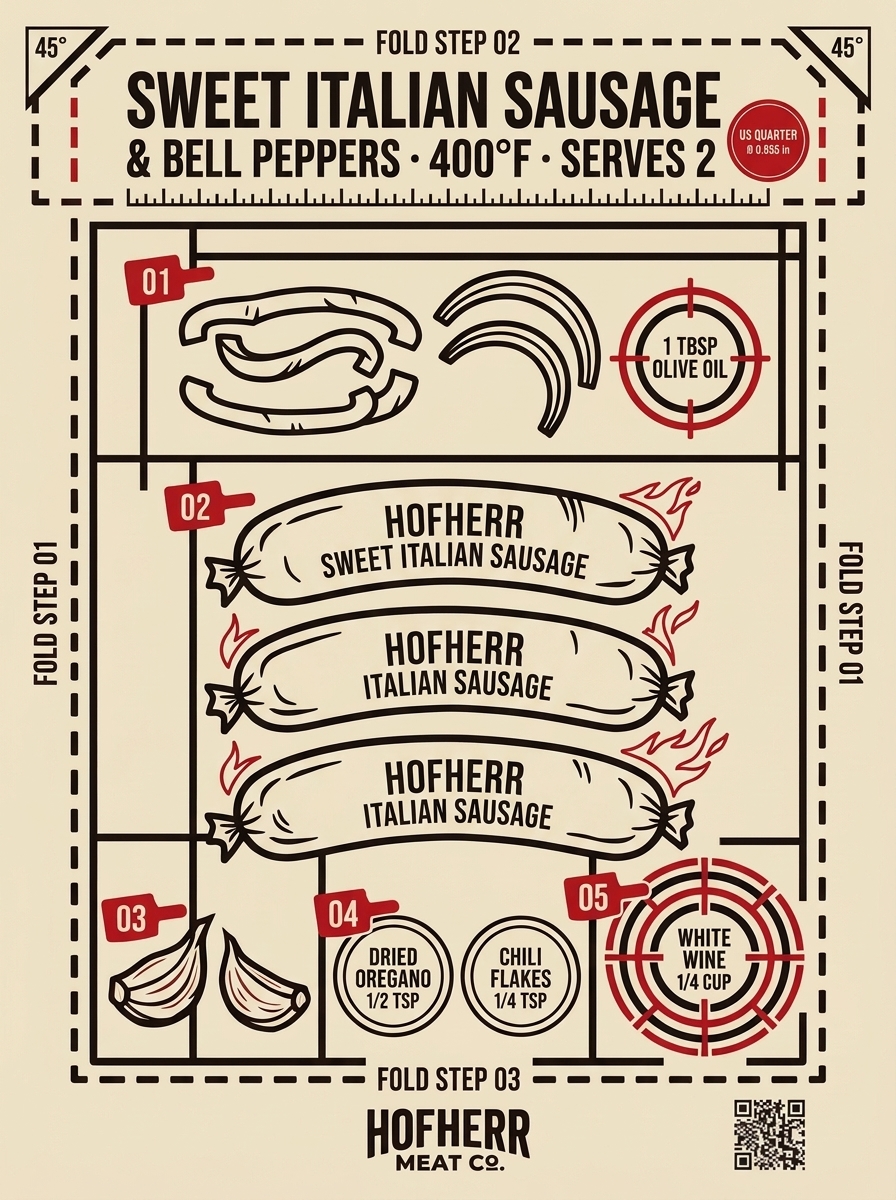 FOLD STEP 02
45°
45°
SWEET ITALIAN SAUSAGE
& BELL PEPPERS · 400°F · SERVES 2
US QUARTER
0.855 in
01
1 TBSP
OLIVE OIL
02
HOFHERR
SWEET ITALIAN SAUSAGE
HOFHERR
ITALIAN SAUSAGE
HOFHERR
ITALIAN SAUSAGE
FOLD STEP 01
FOLD STEP 01
03
04
DRIED
OREGANO
1/2 TSP
CHILI
FLAKES
1/4 TSP
05
WHITE
WINE
1/4 CUP
FOLD STEP 03
HOFHERR
MEAT CO.